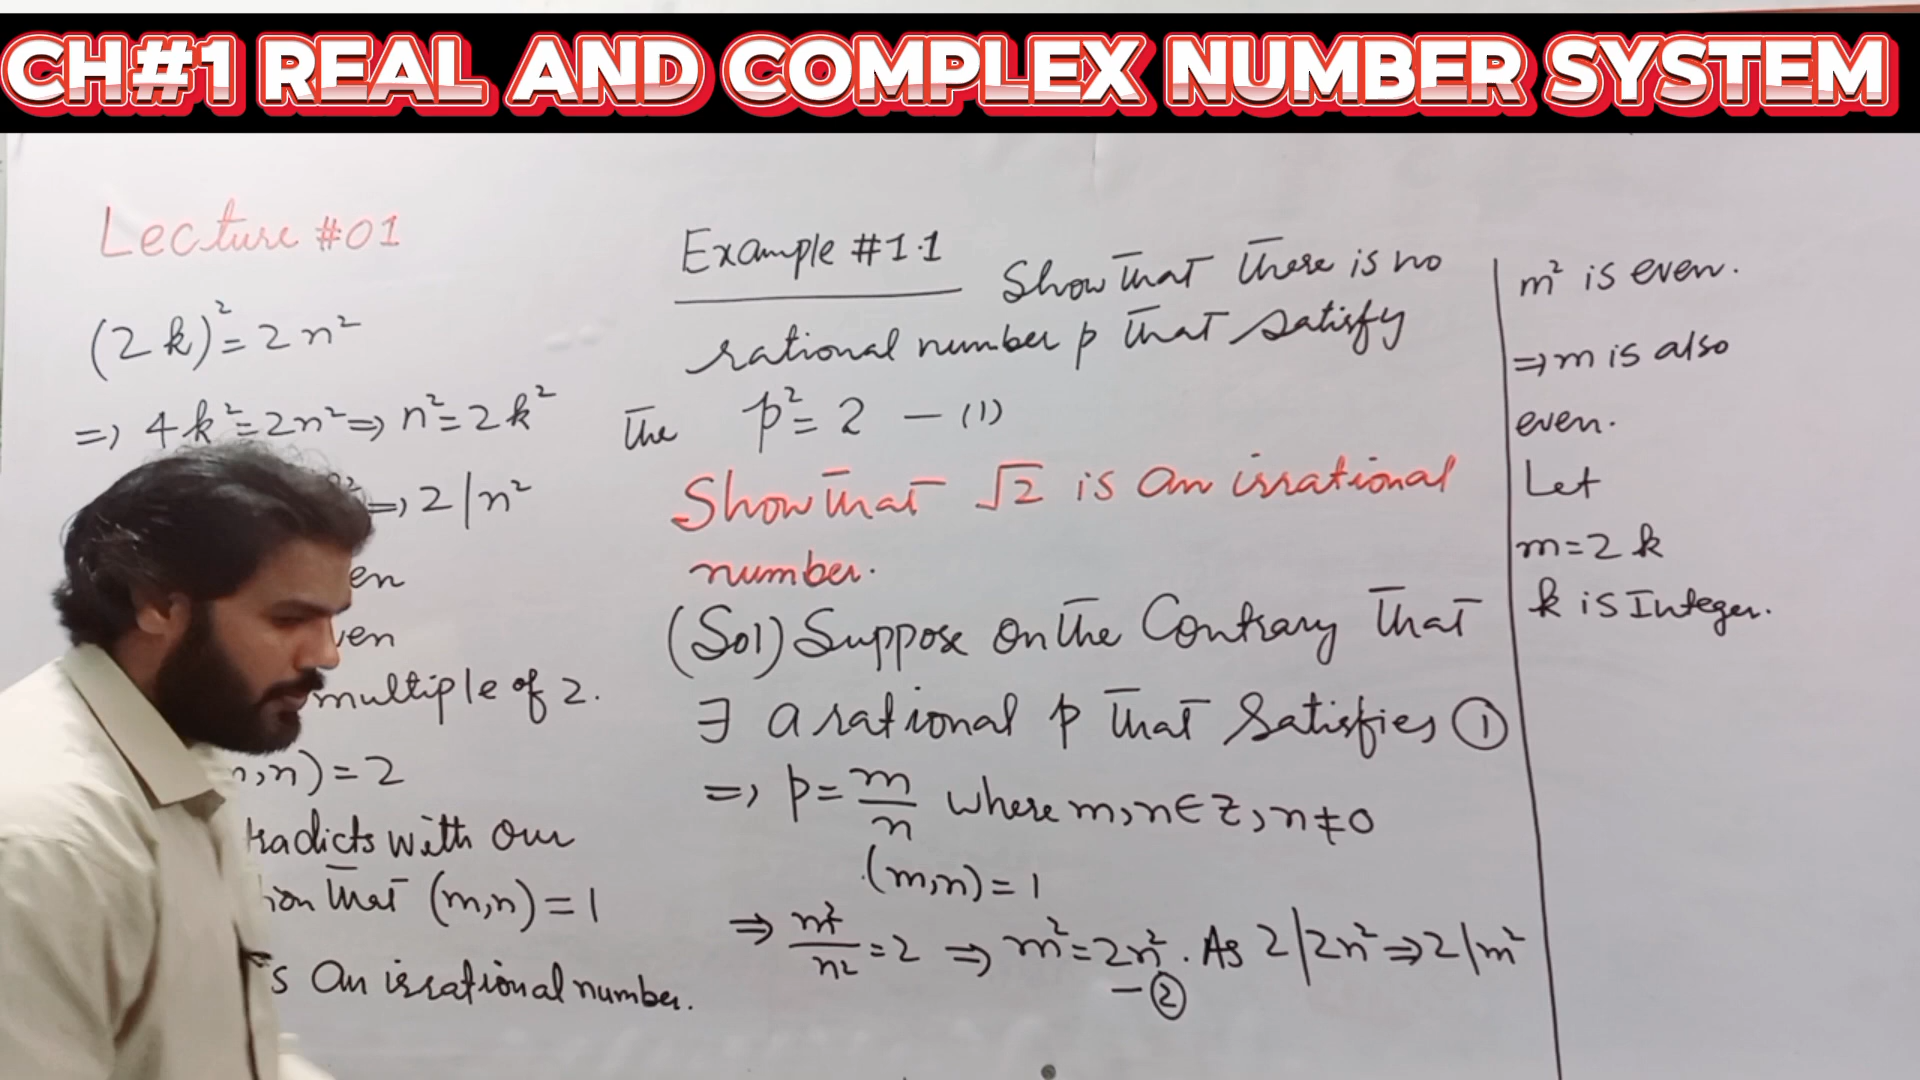 CH#1 REAL AND COMPLEX NUMBER SYSTEM
Lecture #01
Example #1.1 Show that there is no
rational number p that satisfy
the p² = 2 — (1)
Show that √2 is an irrational
number.
(Sol) Suppose on the Contrary that
∃ a rational p that Satisfies ①
⇒ p = m/n where m,n∈Z, n≠0
(m,n) = 1
⇒ m²/n² = 2 ⇒ m² = 2n². As 2|2n² ⇒ 2|m²
— ②
m² is even.
⇒ m is also
even.
Let
m = 2k
k is Integer.
(2k)² = 2n²
⇒ 4k² = 2n² ⇒ n² = 2k²
⇒ 2|n²
multiple of 2.
,n) = 2
with our
that (m,n) = 1
an irrational number.